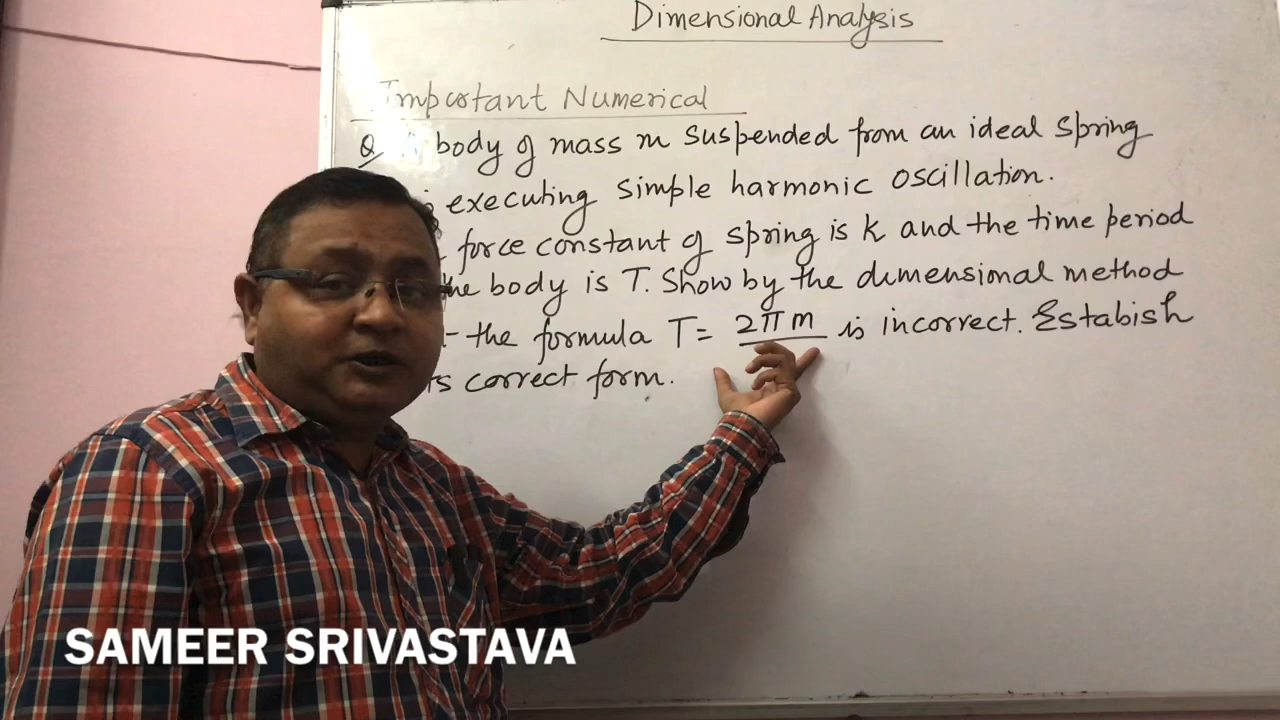 Dimensional Analysis
Important Numerical
Q body of mass m suspended from an ideal spring
executing simple harmonic oscillation.
force constant of spring is k and the time period
the body is T. Show by the dimensional method
the formula T= 2πm is incorrect. Estabish
correct form.
SAMEER SRIVASTAVA